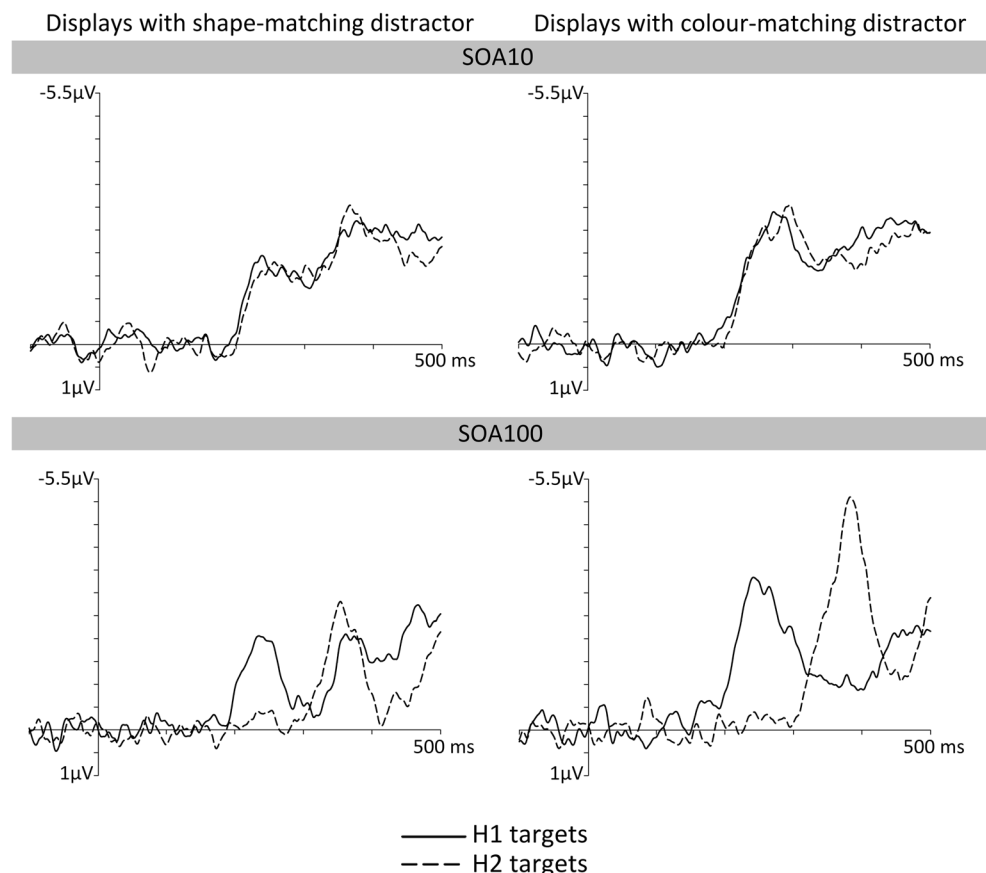 Displays with shape-matching distractor
Displays with colour-matching distractor
SOA10
-5.5µV
-5.5µV
500 ms
500 ms
1µV
1µV
SOA100
-5.5µV
-5.5µV
500 ms
500 ms
1µV
1µV
H1 targets
H2 targets